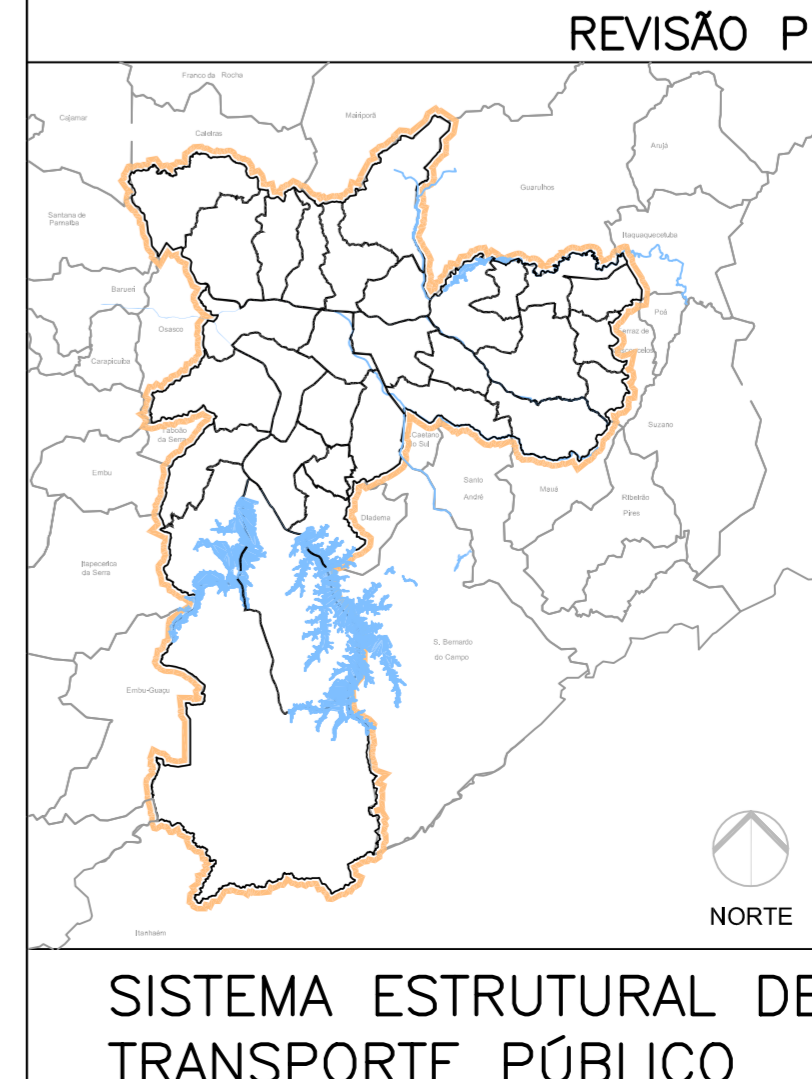 REVISÃO P
Franco da Rocha
Cajamar
Mairiporã
Caieiras
Arujá
Guarulhos
Santana de
Parnaíba
Itaquaquecetuba
Barueri
Poá
Osasco
Ferraz de
Vasconcelos
Carapicuíba
Suzano
Taboão
da Serra
Caetano
do Sul
Embu
Santo
André
Mauá
Ribeirão
Pires
Diadema
Itapecerica
da Serra
S. Bernardo
do Campo
Embu-Guaçu
NORTE
Itanhaém
SISTEMA ESTRUTURAL DE
TRANSPORTE PÚBLICO